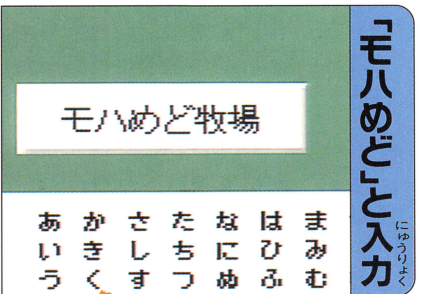 「モハめど」と入力
にゅうりょく
モハめど牧場
あ か さ た な は ま
い き し ち に ひ み
う く す つ ぬ ふ む